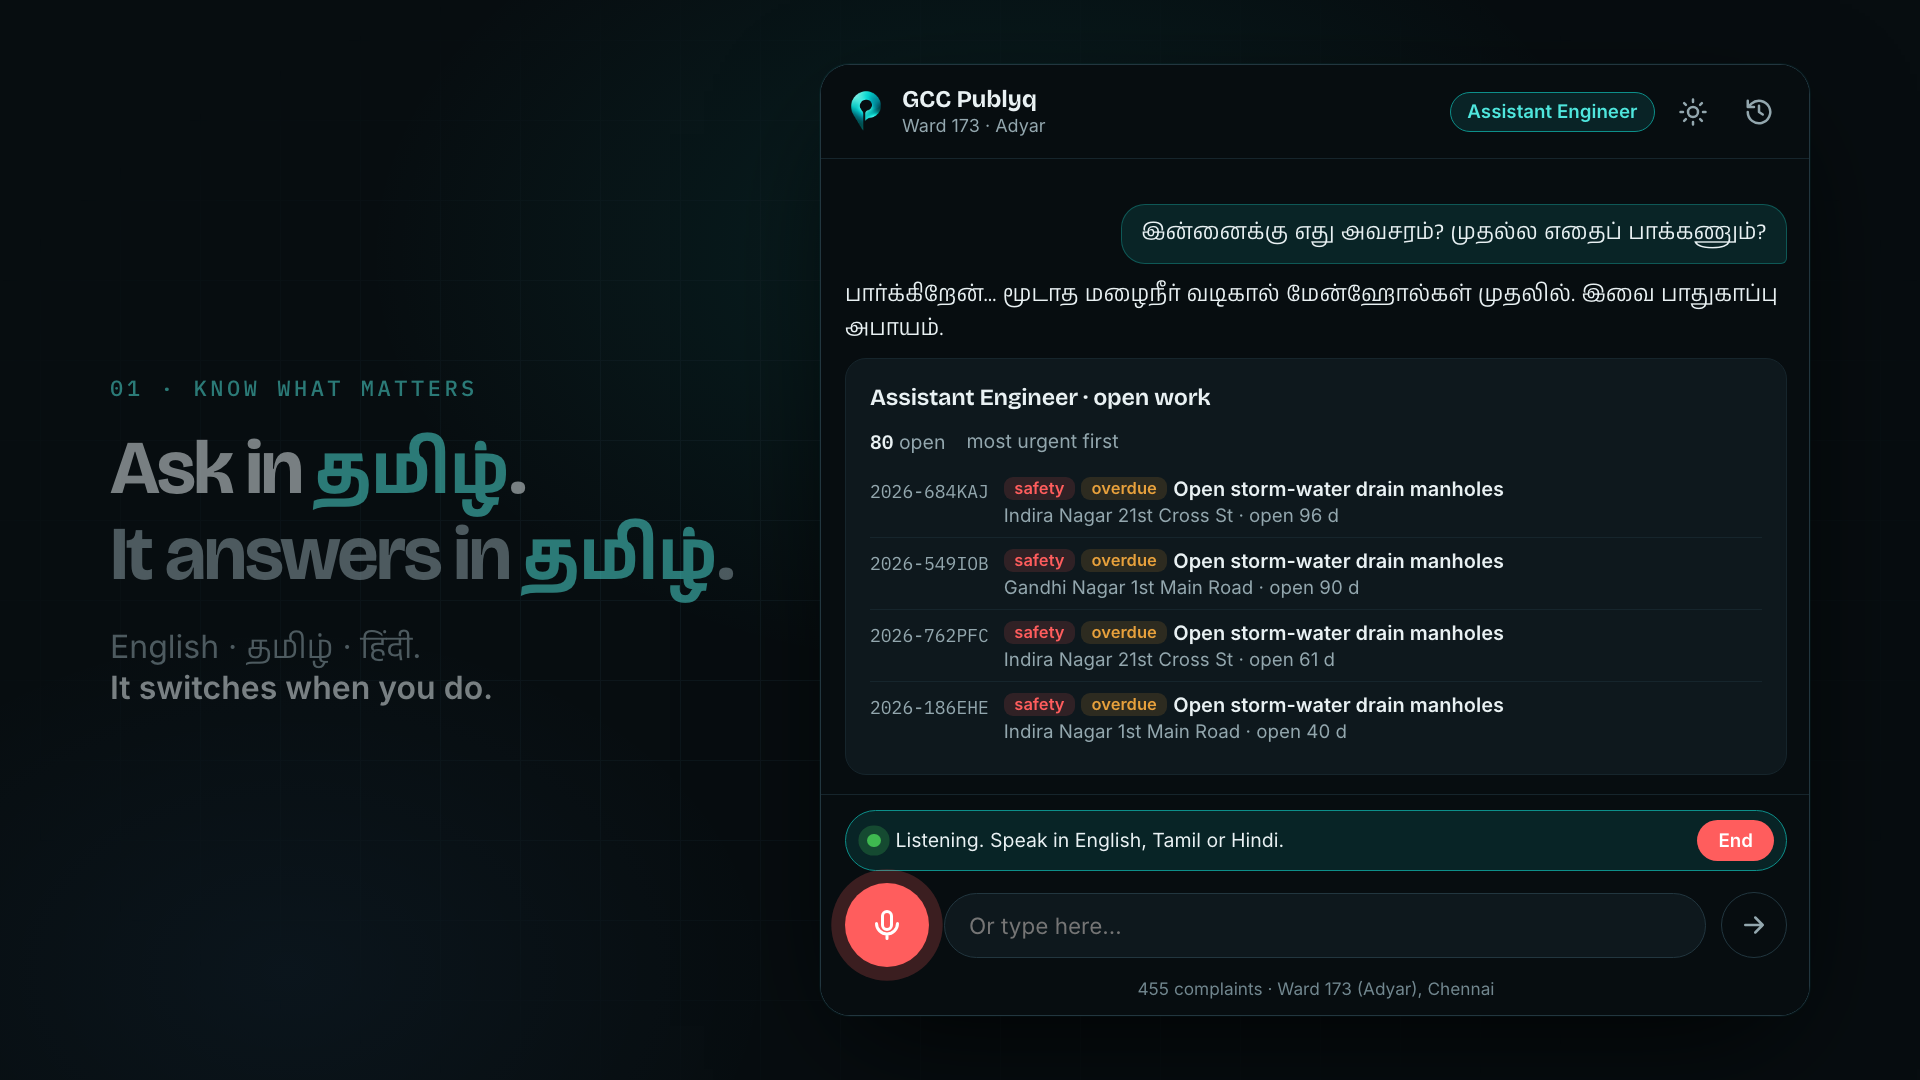 01 · KNOW WHAT MATTERS
Ask in தமிழ்.
It answers in தமிழ்.
English · தமிழ் · हिंदी.
It switches when you do.
GCC Publyq
Ward 173 · Adyar
Assistant Engineer
இன்னைக்கு எது அவசரம்? முதல்ல எதைப் பாக்கணும்?
பார்க்கிறேன்... மூடாத மழைநீர் வடிகால் மேன்ஹோல்கள் முதலில். இவை பாதுகாப்பு
அபாயம்.
Assistant Engineer · open work
80 open most urgent first
2026-684KAJ safety overdue Open storm-water drain manholes
Indira Nagar 21st Cross St · open 96 d
2026-549IOB safety overdue Open storm-water drain manholes
Gandhi Nagar 1st Main Road · open 90 d
2026-762PFC safety overdue Open storm-water drain manholes
Indira Nagar 21st Cross St · open 61 d
2026-186EHE safety overdue Open storm-water drain manholes
Indira Nagar 1st Main Road · open 40 d
Listening. Speak in English, Tamil or Hindi.
End
Or type here...
455 complaints · Ward 173 (Adyar), Chennai